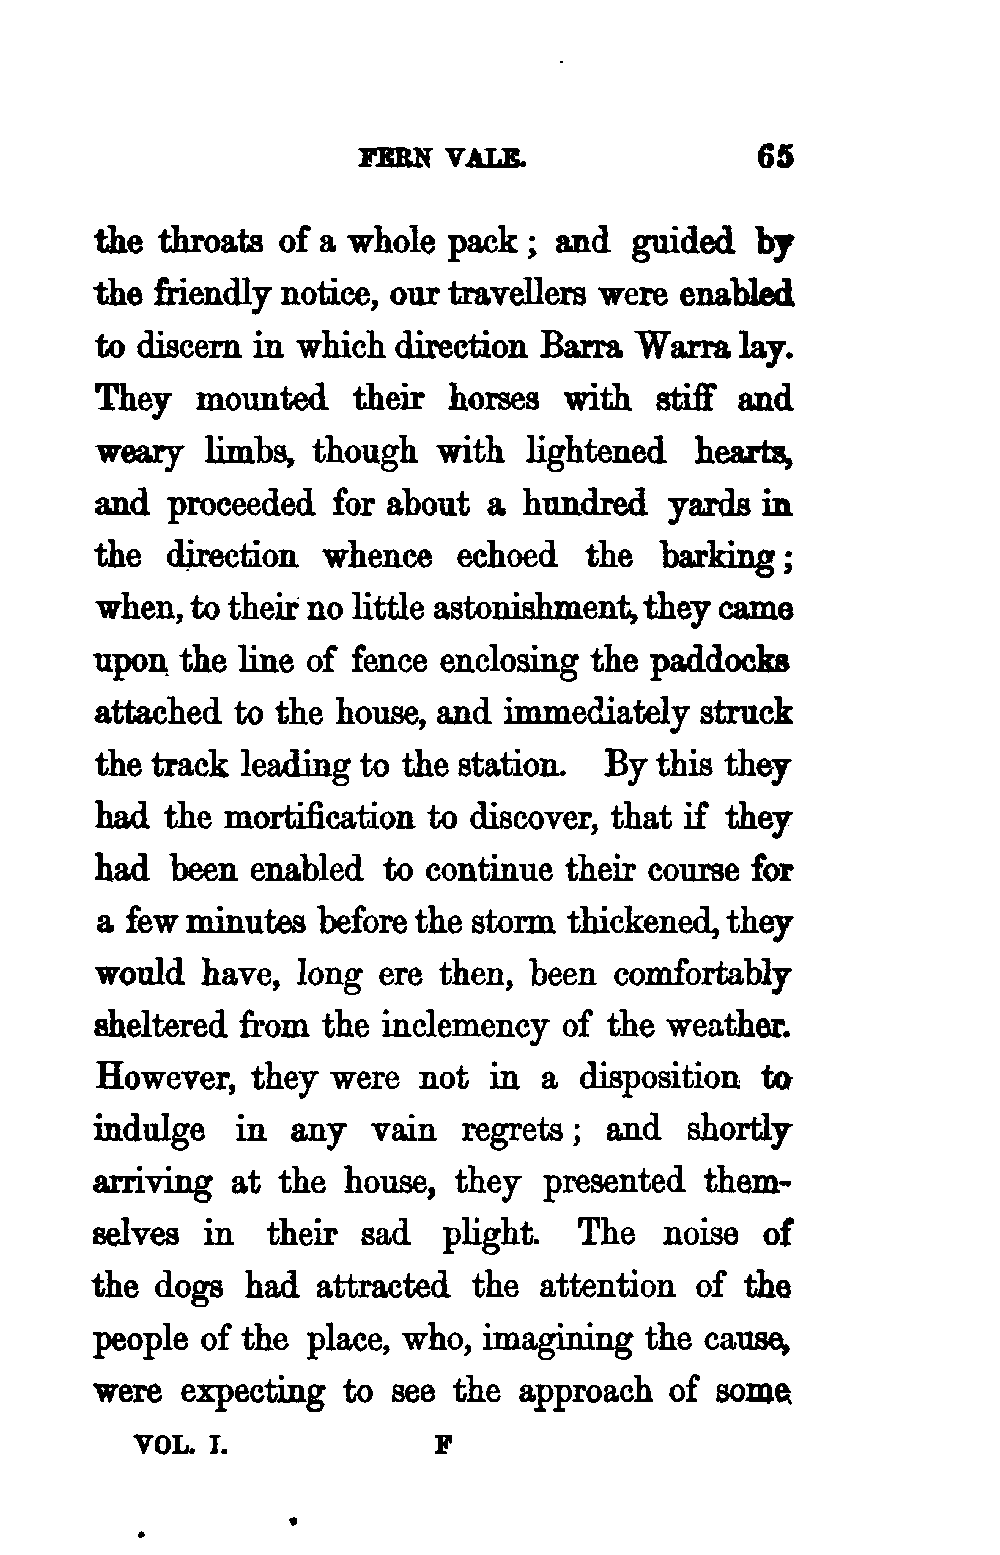 FERN VALE. 65
the throats of a whole pack; and guided by
the friendly notice, our travellers were enabled
to discern in which direction Barra Warra lay.
They mounted their horses with stiff and
weary limbs, though with lightened hearts,
and proceeded for about a hundred yards in
the direction whence echoed the barking;
when, to their no little astonishment, they came
upon the line of fence enclosing the paddocks
attached to the house, and immediately struck
the track leading to the station. By this they
had the mortification to discover, that if they
had been enabled to continue their course for
a few minutes before the storm thickened, they
would have, long ere then, been comfortably
sheltered from the inclemency of the weather.
However, they were not in a disposition to
indulge in any vain regrets; and shortly
arriving at the house, they presented them-
selves in their sad plight. The noise of
the dogs had attracted the attention of the
people of the place, who, imagining the cause,
were expecting to see the approach of some
VOL. I. F